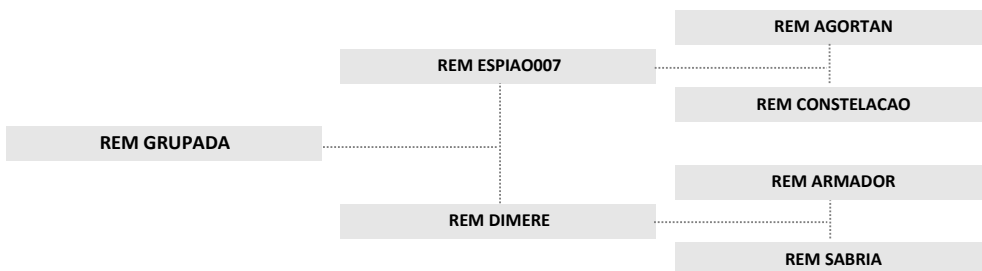 REM AGORTAN
REM ESPIAO007
REM CONSTELACAO
REM GRUPADA
REM ARMADOR
REM DIMERE
REM SABRIA